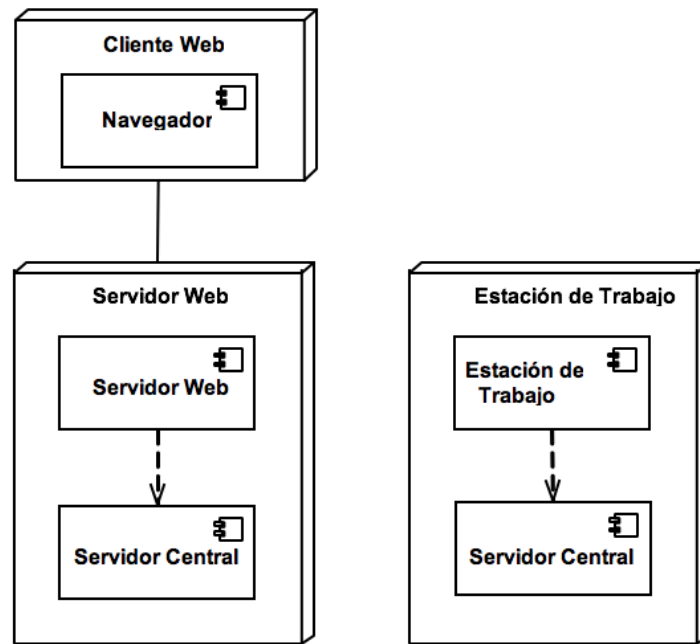 Cliente Web
Navegador
Servidor Web
Servidor Web
Servidor Central
Estación de Trabajo
Estación de
Trabajo
Servidor Central